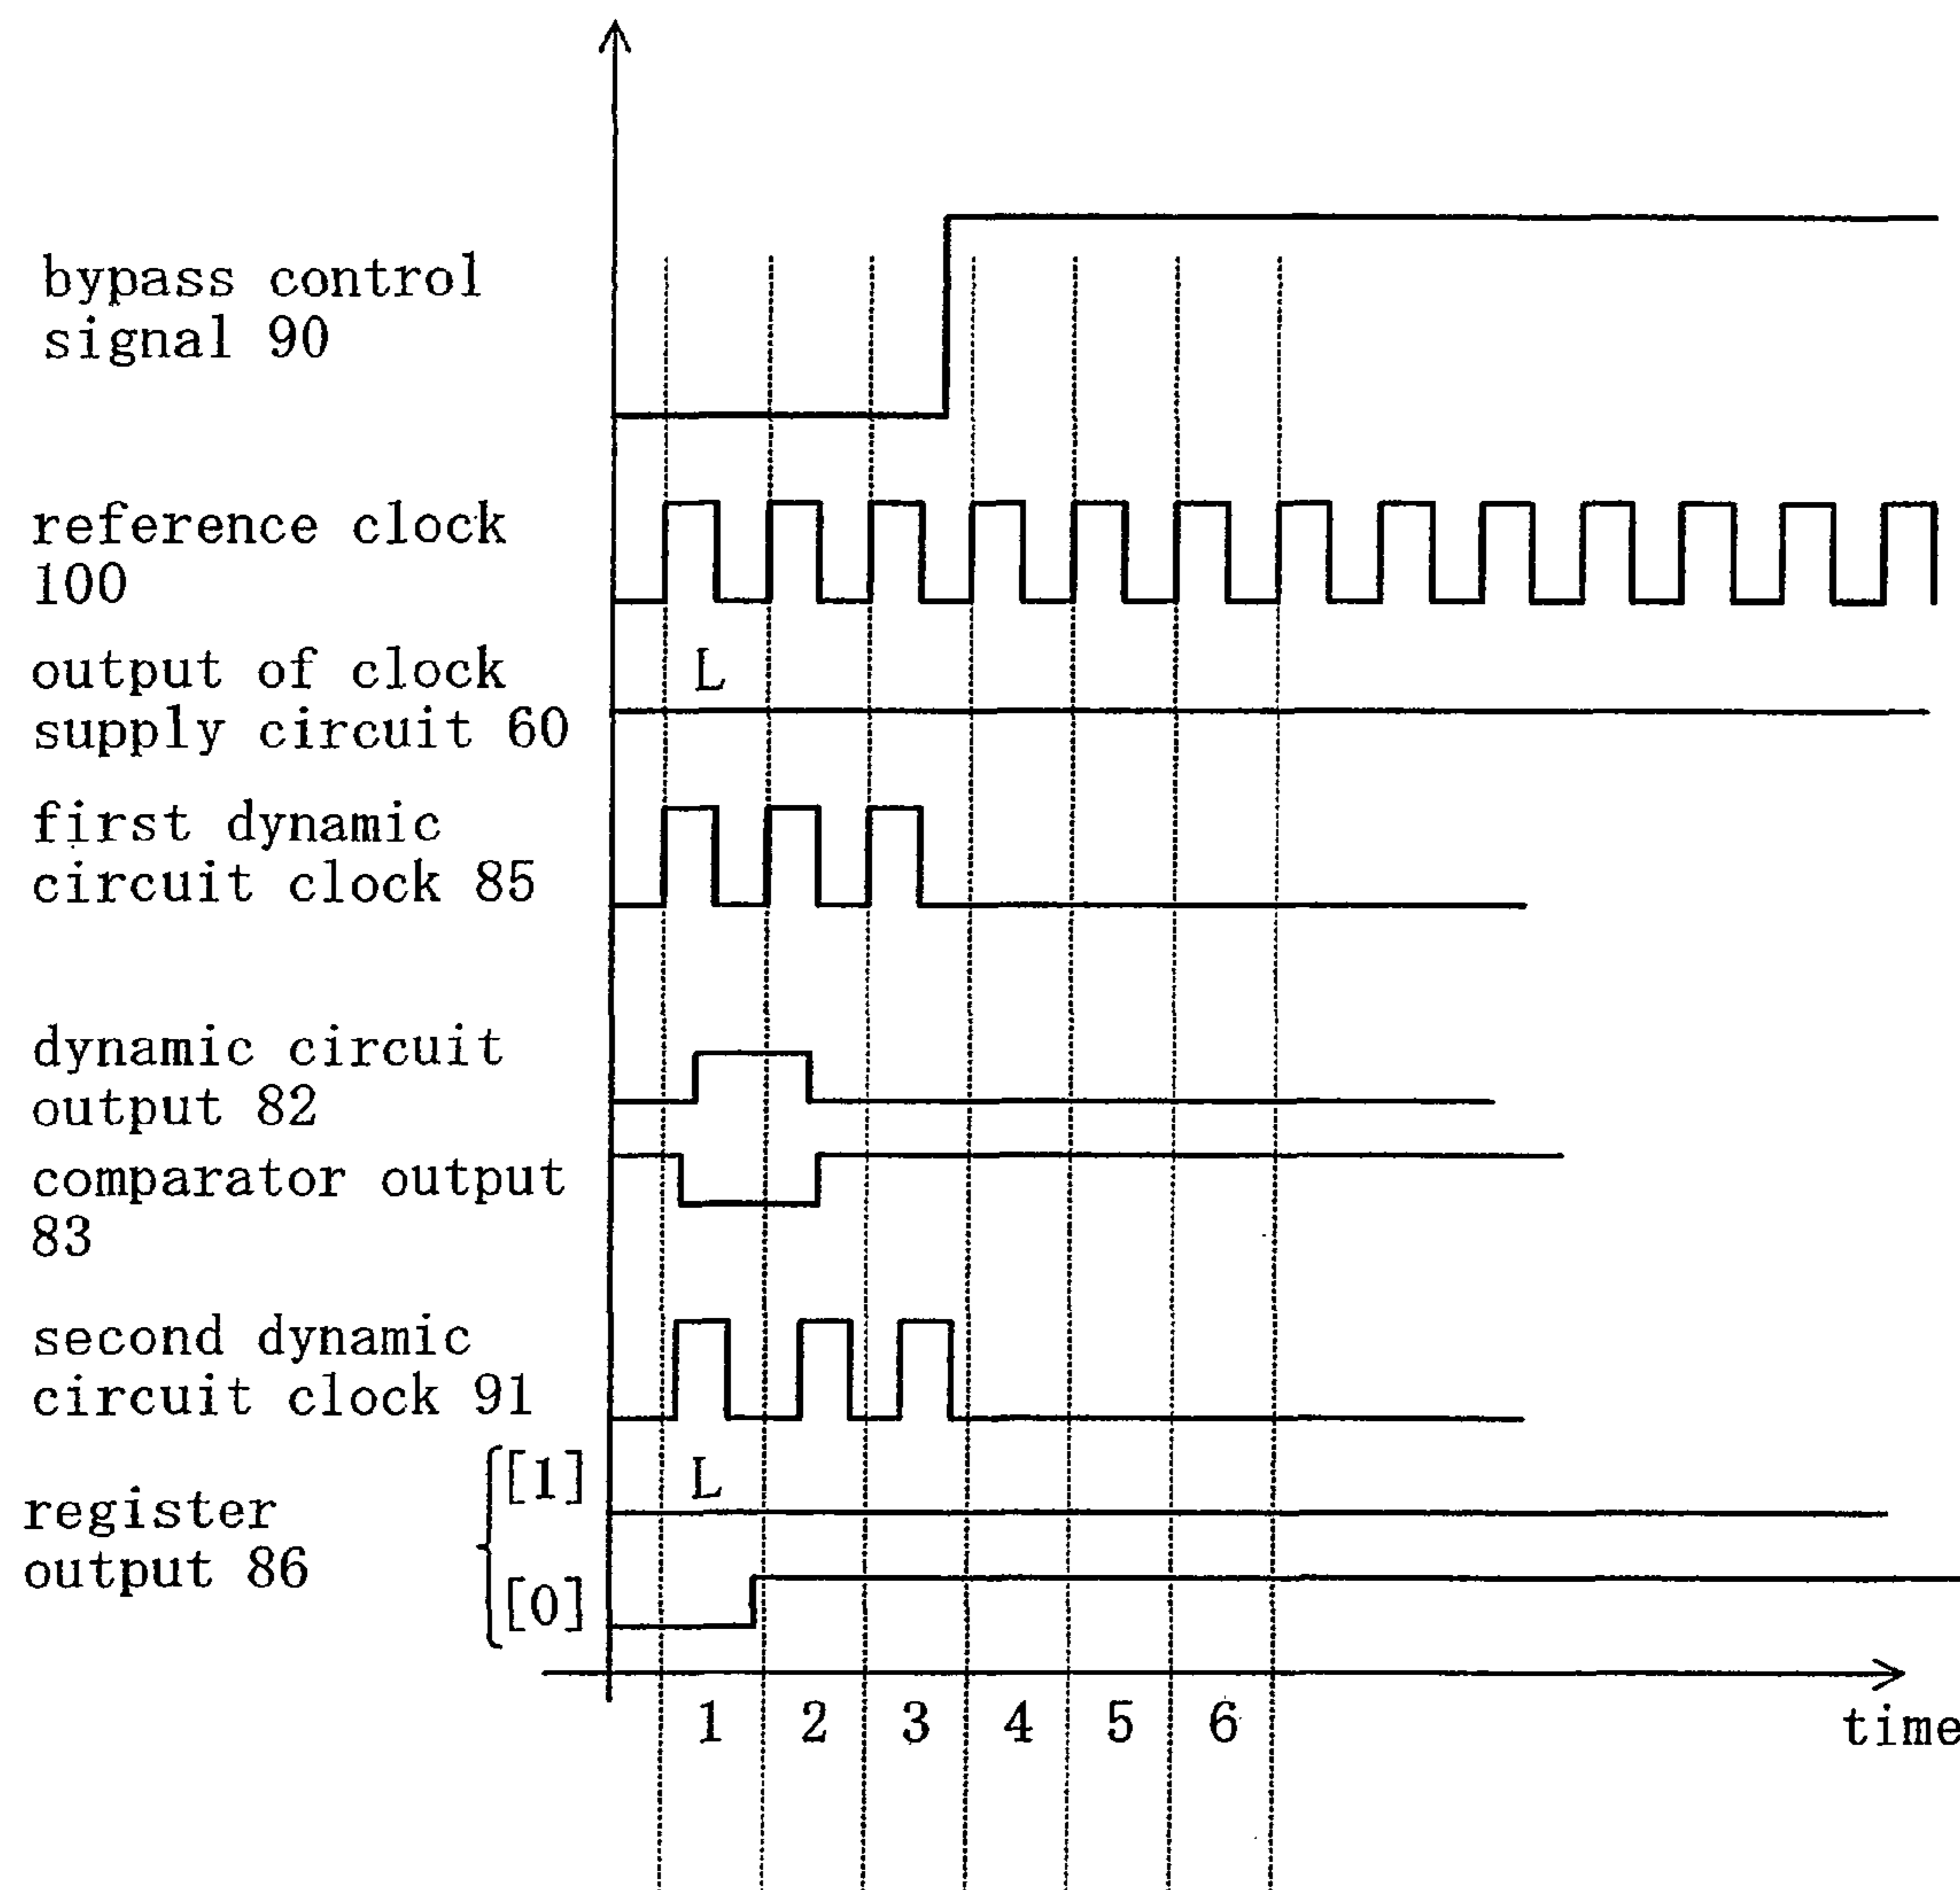 bypass control
signal 90
reference clock
100
output of clock
supply circuit 60
L
first dynamic
circuit clock 85
dynamic circuit
output 82
comparator output
83
second dynamic
circuit clock 91
register
output 86
[1]
L
[0]
1 2 3 4 5 6
time